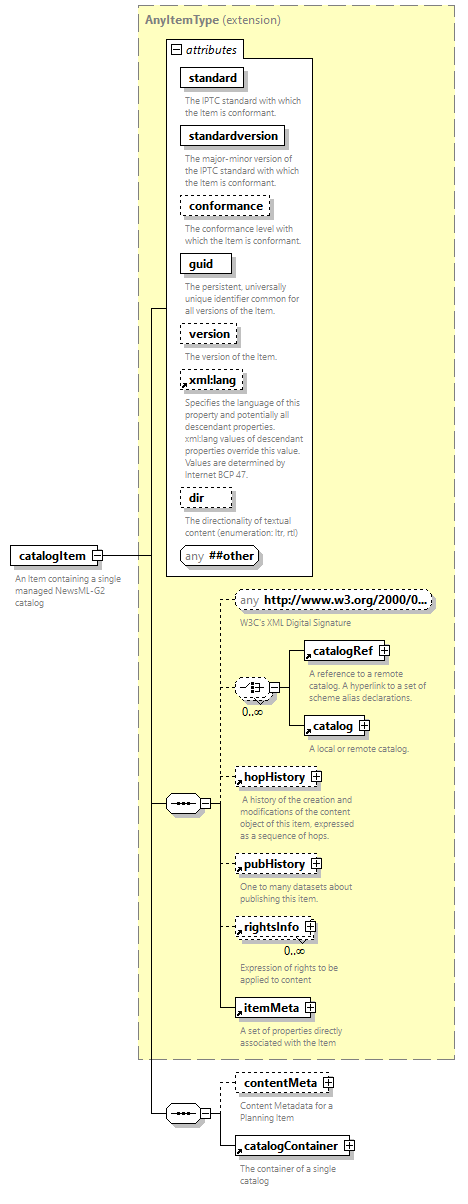 AnyItemType (extension)
attributes
standard
The IPTC standard with which
the Item is conformant.
standardversion
The major-minor version of
the IPTC standard with which
the Item is conformant.
conformance
The conformance level with
which the Item is conformant.
guid
The persistent, universally
unique identifier common for
all versions of the Item.
version
The version of the Item.
xml:lang
Specifies the language of this
property and potentially all
descendant properties.
xml:lang values of descendant
properties override this value.
Values are determined by
Internet BCP 47.
dir
The directionality of textual
content (enumeration: ltr, rtl)
any ##other
catalogItem
An Item containing a single
managed NewsML-G2
catalog
any http://www.w3.org/2000/0...
W3C's XML Digital Signature
catalogRef
A reference to a remote
catalog. A hyperlink to a set of
scheme alias declarations.
0..∞
catalog
A local or remote catalog.
hopHistory
A history of the creation and
modifications of the content
object of this item, expressed
as a sequence of hops.
pubHistory
One to many datasets about
publishing this item.
rightsInfo
0..∞
Expression of rights to be
applied to content
itemMeta
A set of properties directly
associated with the Item
contentMeta
Content Metadata for a
Planning Item
catalogContainer
The container of a single
catalog